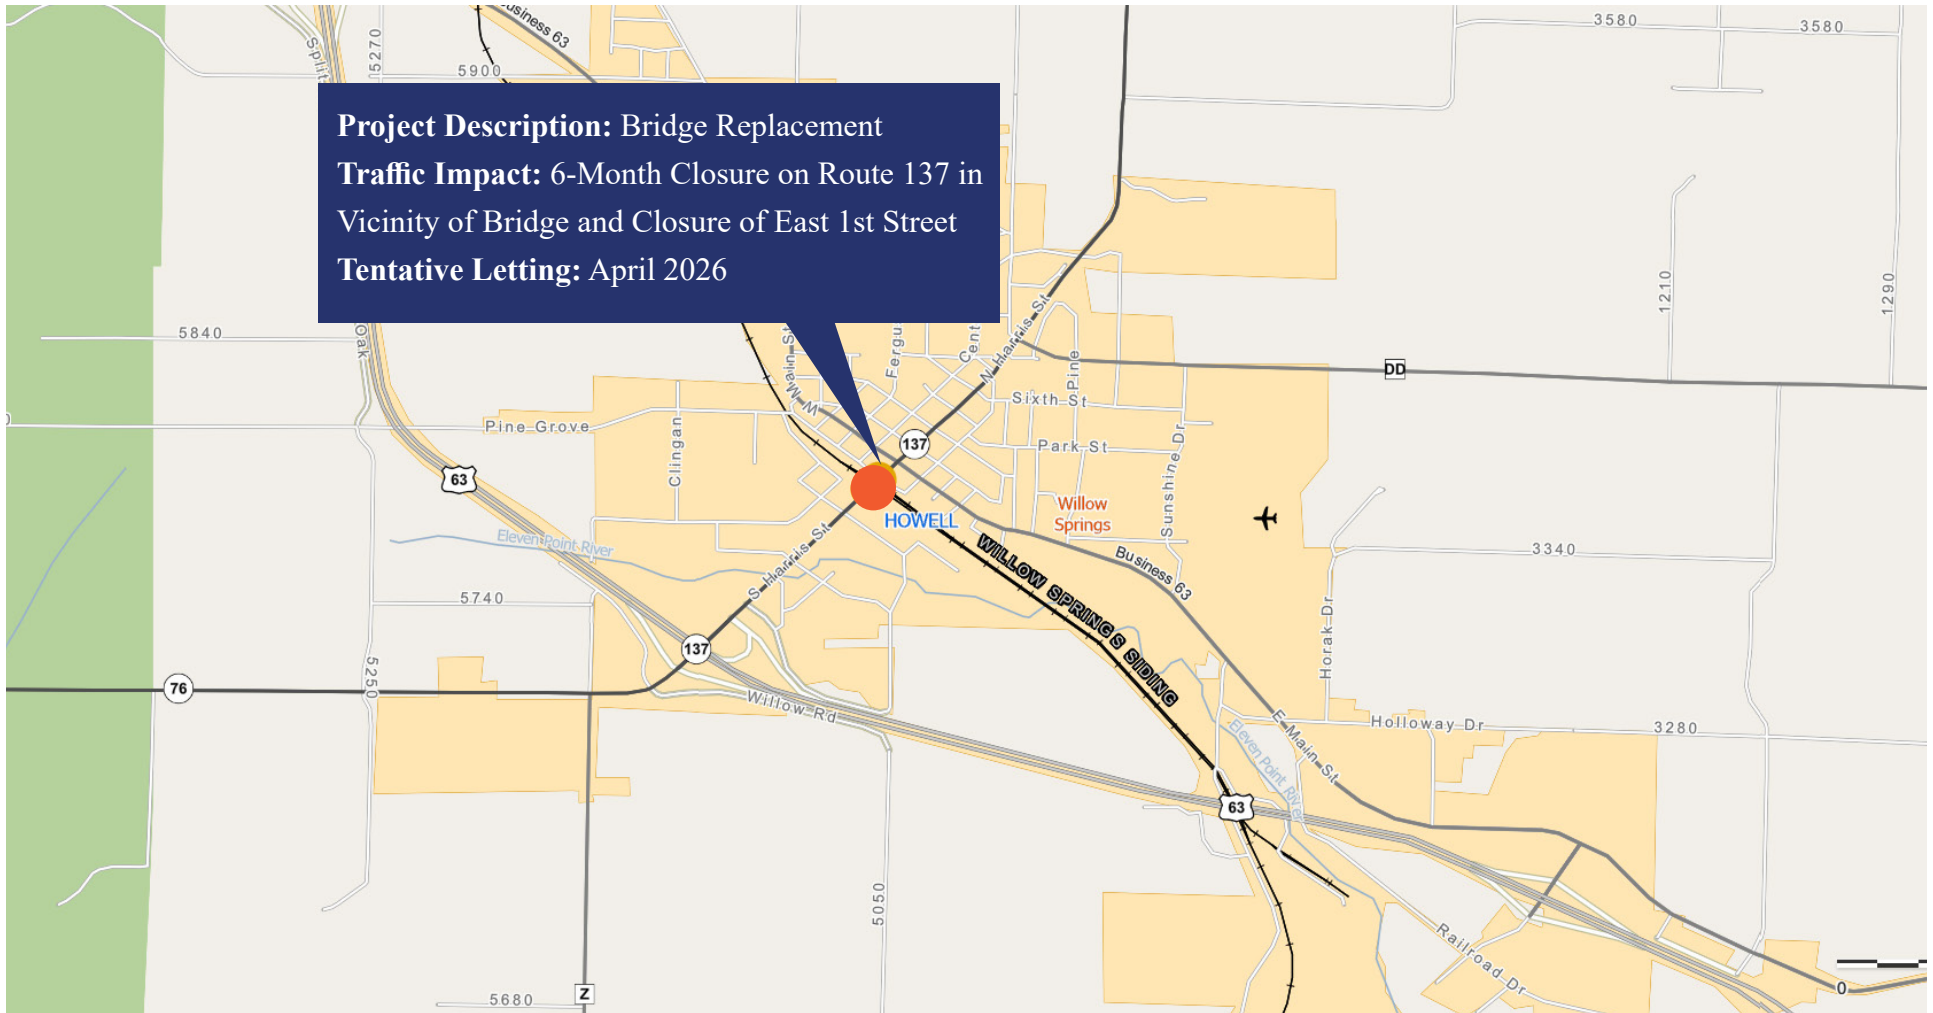 3580
3580
Business 63
Split
5270
5900
Project Description: Bridge Replacement
Traffic Impact: 6-Month Closure on Route 137 in
Vicinity of Bridge and Closure of East 1st Street
Tentative Letting: April 2026
1210
1290
5840
Oak
Main S
Fergu
Cent
N Harris St
DD
Pine
Sixth St
W M
Pine Grove
Clingan
137
Park St
Sunshine Dr
63
Willow
Springs
HOWELL
Eleven Point River
S Harris St
WILLOW SPRINGS SIDING
Business 63
3340
5740
Horak Dr
137
5250
76
Willow Rd
E Main St
Holloway Dr
3280
Eleven Point River
63
5050
Railroad Dr
Z
5680
0
0